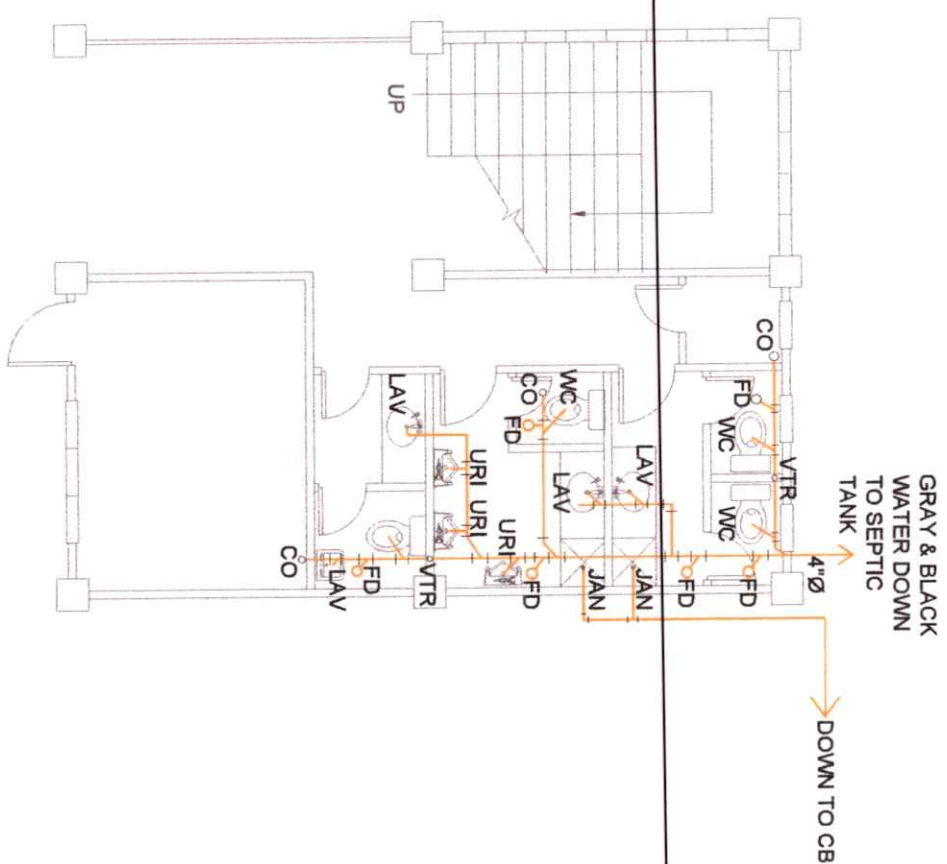 UP
CO
FD
WC
VTR
WC
GRAY & BLACK
WATER DOWN
TO SEPTIC
TANK
4"Ø
DOWN TO CB
LAV
CO
WC
FD
LAV
LAV
URI
URI
URI
JAN
JAN
FD
FD
FD
CO
LAV
FD
VTR